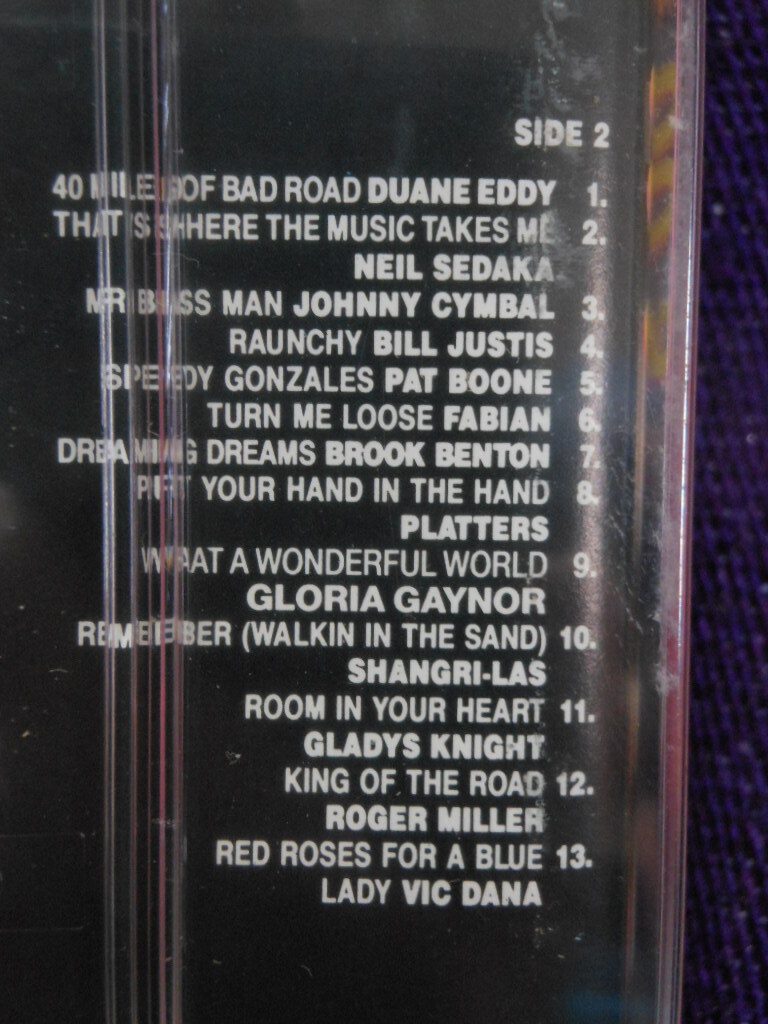 SIDE 2
40 MILES OF BAD ROAD DUANE EDDY 1.
THAT'S WHERE THE MUSIC TAKES ME 2.
NEIL SEDAKA
MR BASS MAN JOHNNY CYMBAL 3.
RAUNCHY BILL JUSTIS 4.
SPEEDY GONZALES PAT BOONE 5.
TURN ME LOOSE FABIAN 6.
DREAMING DREAMS BROOK BENTON 7.
PUT YOUR HAND IN THE HAND 8.
PLATTERS
WHAT A WONDERFUL WORLD 9.
GLORIA GAYNOR
REMEMBER (WALKIN IN THE SAND) 10.
SHANGRI-LAS
ROOM IN YOUR HEART 11.
GLADYS KNIGHT
KING OF THE ROAD 12.
ROGER MILLER
RED ROSES FOR A BLUE 13.
LADY VIC DANA